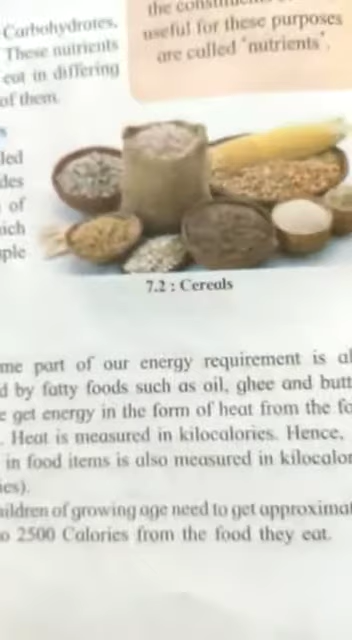 Carbohydrates,
These nutrients
eat in differing
of them.
useful for these purposes
are called 'nutrients'.
led
des
of
ich
ple
7.2 : Cereals
me part of our energy requirement is al
d by fatty foods such as oil, ghee and butt
e get energy in the form of heat from the fo
. Heat is measured in kilocalories. Hence,
in food items is also measured in kilocalor
ies).
ildren of growing age need to get approximat
o 2500 Calories from the food they eat.